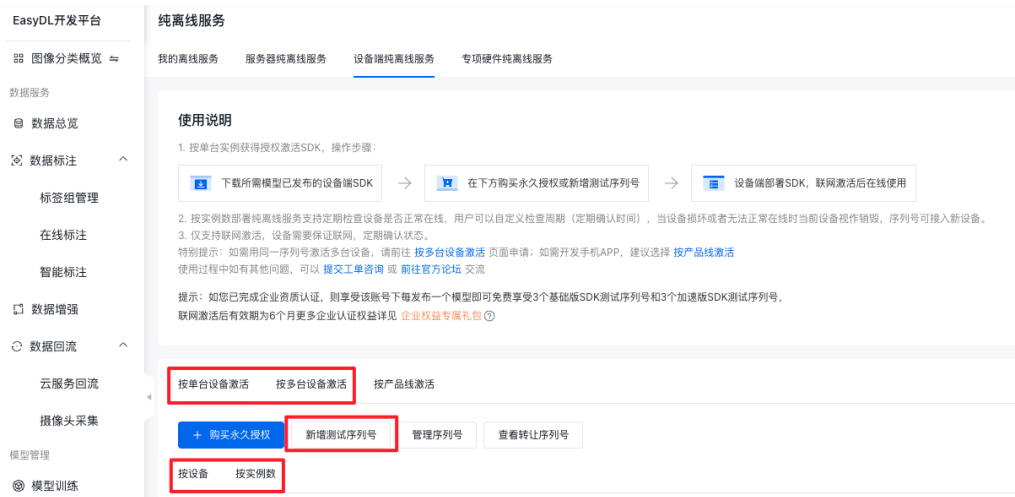 EasyDL开发平台
图像分类概览
数据服务
数据总览
数据标注
标签组管理
在线标注
智能标注
数据增强
数据回流
云服务回流
摄像头采集
模型管理
模型训练
纯离线服务
我的离线服务 服务器纯离线服务 设备端纯离线服务 专项硬件纯离线服务
使用说明
1. 按单台实例获得授权激活SDK，操作步骤：
下载所需模型已发布的设备端SDK → 在下方购买永久授权或新增测试序列号 → 设备端部署SDK，联网激活后在线使用
2. 按实例数部署纯离线服务支持定期检查设备是否正常在线，用户可以自定义检查周期（定期确认时间），当设备损坏或者无法正常在线时当前设备视作销毁，序列号可接入新设备。
3. 仅支持联网激活，设备需要保证联网，定期确认状态。
特别提示：如需用同一序列号激活多台设备，请前往 按多台设备激活 页面申请；如需开发手机APP，建议选择 按产品线激活
使用过程中如有其他问题，可以 提交工单咨询 或 前往官方论坛 交流
提示：如您已完成企业资质认证，则享受该账号下每发布一个模型即可免费享受3个基础版SDK测试序列号和3个加速版SDK测试序列号，
联网激活后有效期为6个月更多企业认证权益详见 企业权益专属礼包 ?
按单台设备激活 按多台设备激活 按产品线激活
+ 购买永久授权 新增测试序列号 管理序列号 查看转让序列号
按设备 按实例数